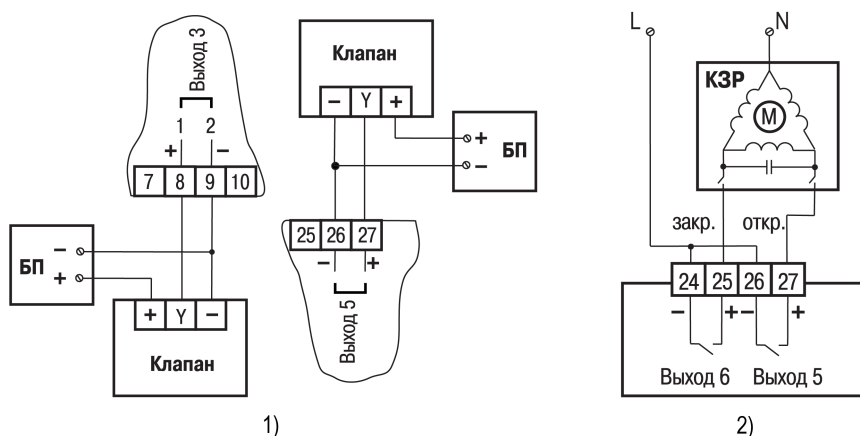 Выход 3
1 2
+ −
7 8 9 10
− БП
+
+ Y −
Клапан
Клапан
− Y +
+ БП
−
25 26 27
− +
Выход 5
1)
L N
КЗР
M
закр. откр.
24 25 26 27
− + − +
Выход 6 Выход 5
2)